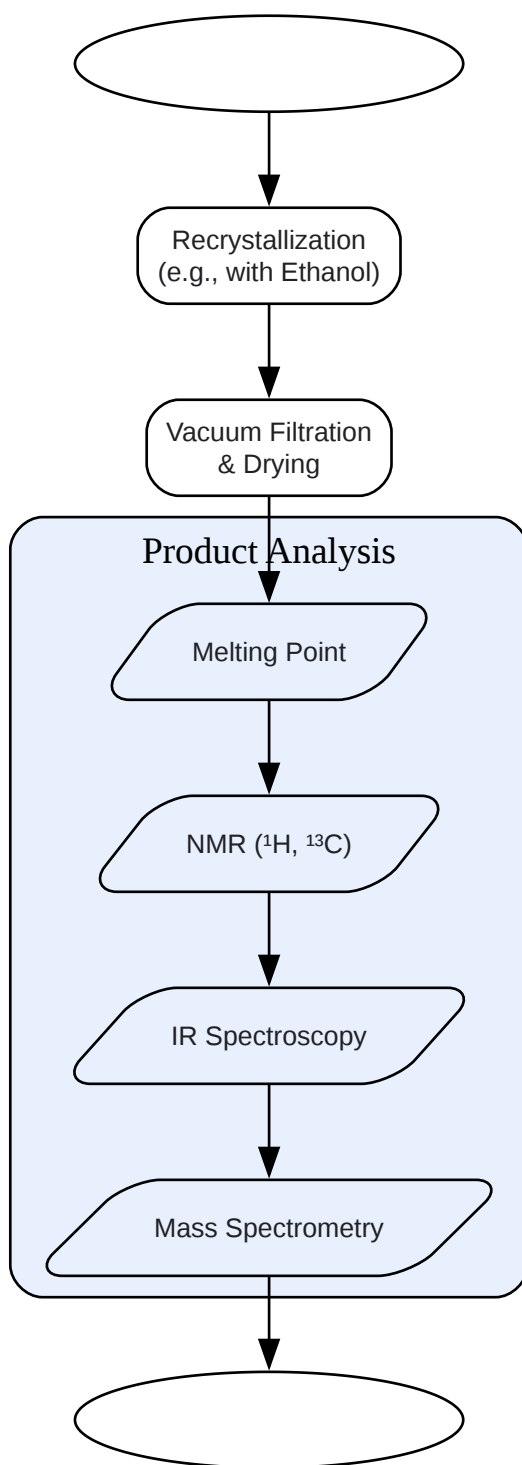 Recrystallization
(e.g., with Ethanol)
Vacuum Filtration
& Drying
Product Analysis
Melting Point
NMR (¹H, ¹³C)
IR Spectroscopy
Mass Spectrometry